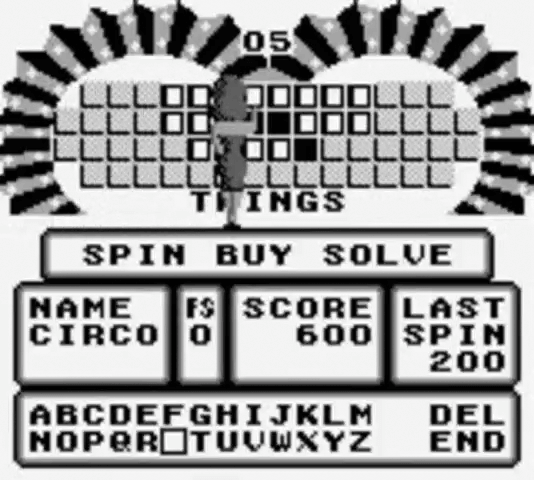 05
THINGS
SPIN BUY SOLVE
NAME FS SCORE LAST
CIRCO 0 600 SPIN
200
ABCDEFGHIJKLM DEL
NOPQR TUVWXYZ END